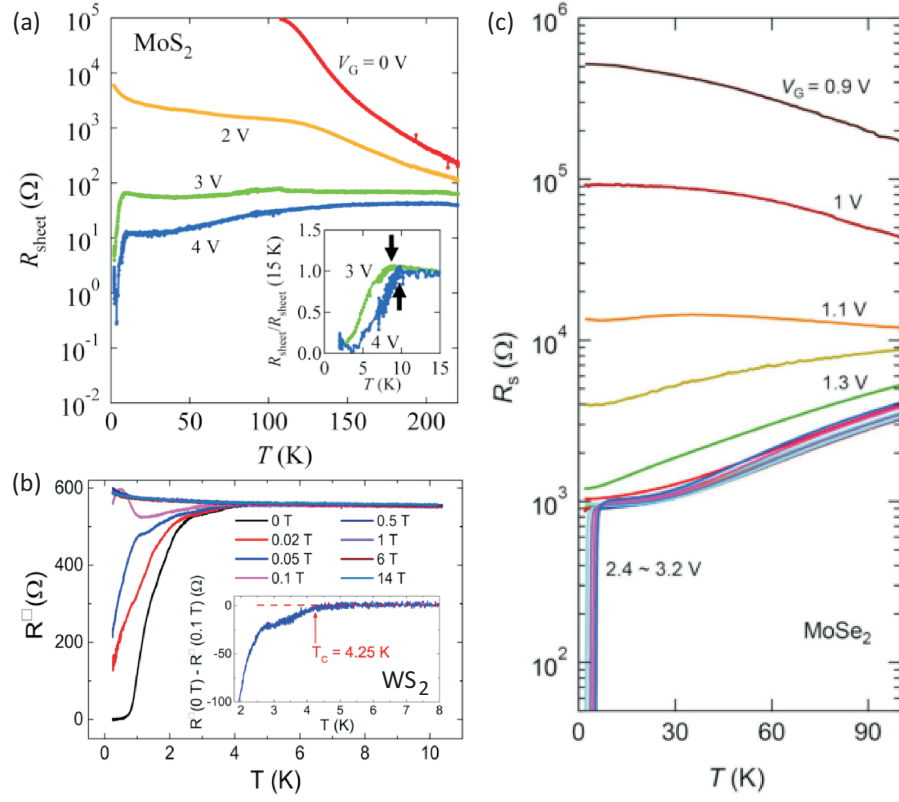 (a)
MoS2
VG = 0 V
2 V
3 V
4 V
Rsheet (Ω)
10^5
10^4
10^3
10^2
10^1
10^0
10^-1
10^-2
0 50 100 150 200
T (K)
Rsheet/Rsheet (15 K)
1.5
1.0
0.5
0.0
3 V
4 V
0 5 10 15
T (K)
(b)
R□(Ω)
600
300
0
0 T 0.5 T
0.02 T 1 T
0.05 T 6 T
0.1 T 14 T
R□(0 T) - R□(0.1 T) (Ω)
0
-50
-100
TC = 4.25 K
WS2
2 3 4 5 6 7 8
T (K)
0 2 4 6 8 10
T (K)
(c)
Rs (Ω)
10^6
10^5
10^4
10^3
10^2
VG = 0.9 V
1 V
1.1 V
1.3 V
2.4 ~ 3.2 V
MoSe2
0 30 60 100
T (K)